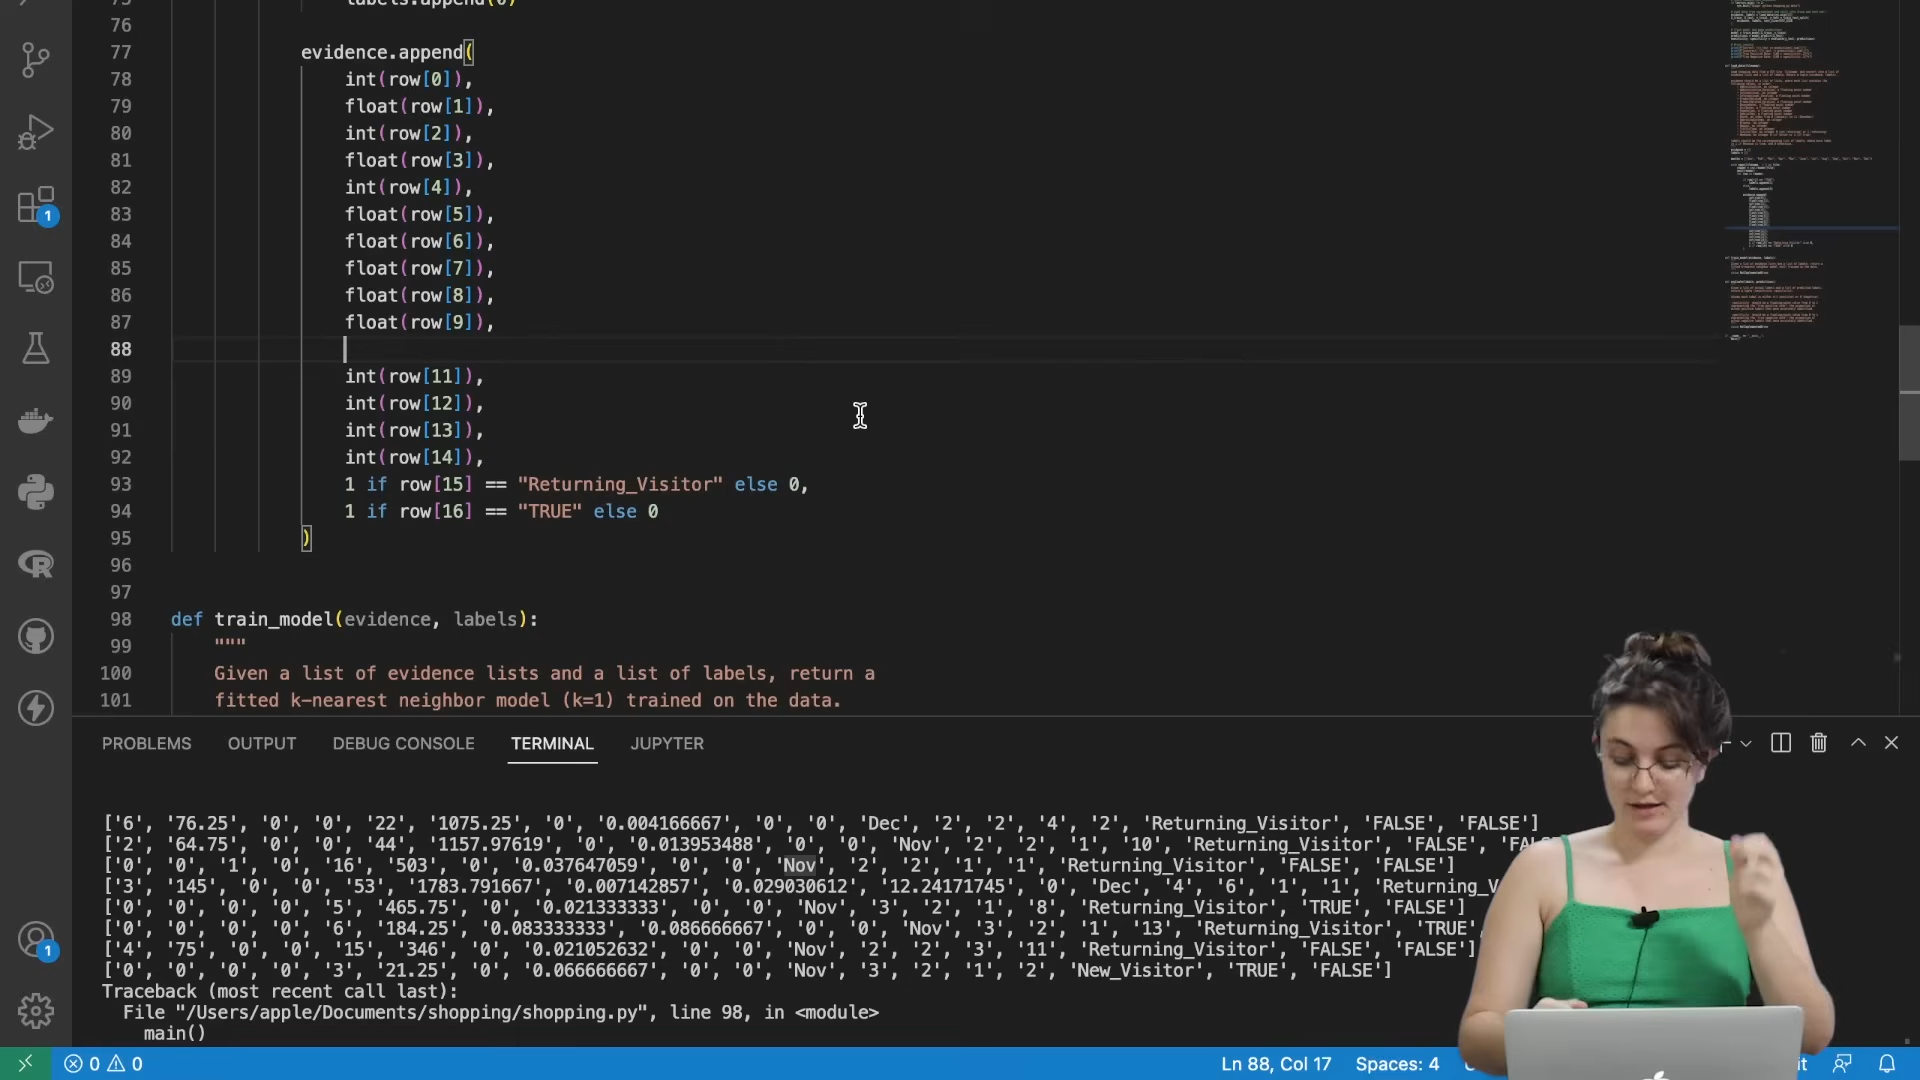 75 labels.append(0)
76
77 evidence.append(
78 int(row[0]),
79 float(row[1]),
80 int(row[2]),
81 float(row[3]),
82 int(row[4]),
83 float(row[5]),
84 float(row[6]),
85 float(row[7]),
86 float(row[8]),
87 float(row[9]),
88
89 int(row[11]),
90 int(row[12]),
91 int(row[13]),
92 int(row[14]),
93 1 if row[15] == "Returning_Visitor" else 0,
94 1 if row[16] == "TRUE" else 0
95 )
96
97
98 def train_model(evidence, labels):
99 """
100 Given a list of evidence lists and a list of labels, return a
101 fitted k-nearest neighbor model (k=1) trained on the data.
1
1
PROBLEMS OUTPUT DEBUG CONSOLE TERMINAL JUPYTER
['6', '76.25', '0', '0', '22', '1075.25', '0', '0.004166667', '0', '0', 'Dec', '2', '2', '4', '2', 'Returning_Visitor', 'FALSE', 'FALSE']
['2', '64.75', '0', '0', '44', '1157.97619', '0', '0.013953488', '0', '0', 'Nov', '2', '2', '1', '10', 'Returning_Visitor', 'FALSE',
['0', '0', '1', '0', '16', '503', '0', '0.037647059', '0', '0', 'Nov', '2', '2', '1', '1', 'Returning_Visitor', 'FALSE', 'FALSE']
['3', '145', '0', '0', '53', '1783.791667', '0.007142857', '0.029030612', '12.24171745', '0', 'Dec', '4', '6', '1', '1', 'Returning_V
['0', '0', '0', '0', '5', '465.75', '0', '0.021333333', '0', '0', 'Nov', '3', '2', '1', '8', 'Returning_Visitor', 'TRUE', 'FALSE']
['0', '0', '0', '0', '6', '184.25', '0.083333333', '0.086666667', '0', '0', 'Nov', '3', '2', '1', '13', 'Returning_Visitor', 'TRUE',
['4', '75', '0', '0', '15', '346', '0', '0.021052632', '0', '0', 'Nov', '2', '2', '3', '11', 'Returning_Visitor', 'FALSE', 'FALSE']
['0', '0', '0', '0', '3', '21.25', '0', '0.066666667', '0', '0', 'Nov', '3', '2', '1', '2', 'New_Visitor', 'TRUE', 'FALSE']
Traceback (most recent call last):
File "/Users/apple/Documents/shopping/shopping.py", line 98, in <module>
main()
0 0 Ln 88, Col 17 Spaces: 4